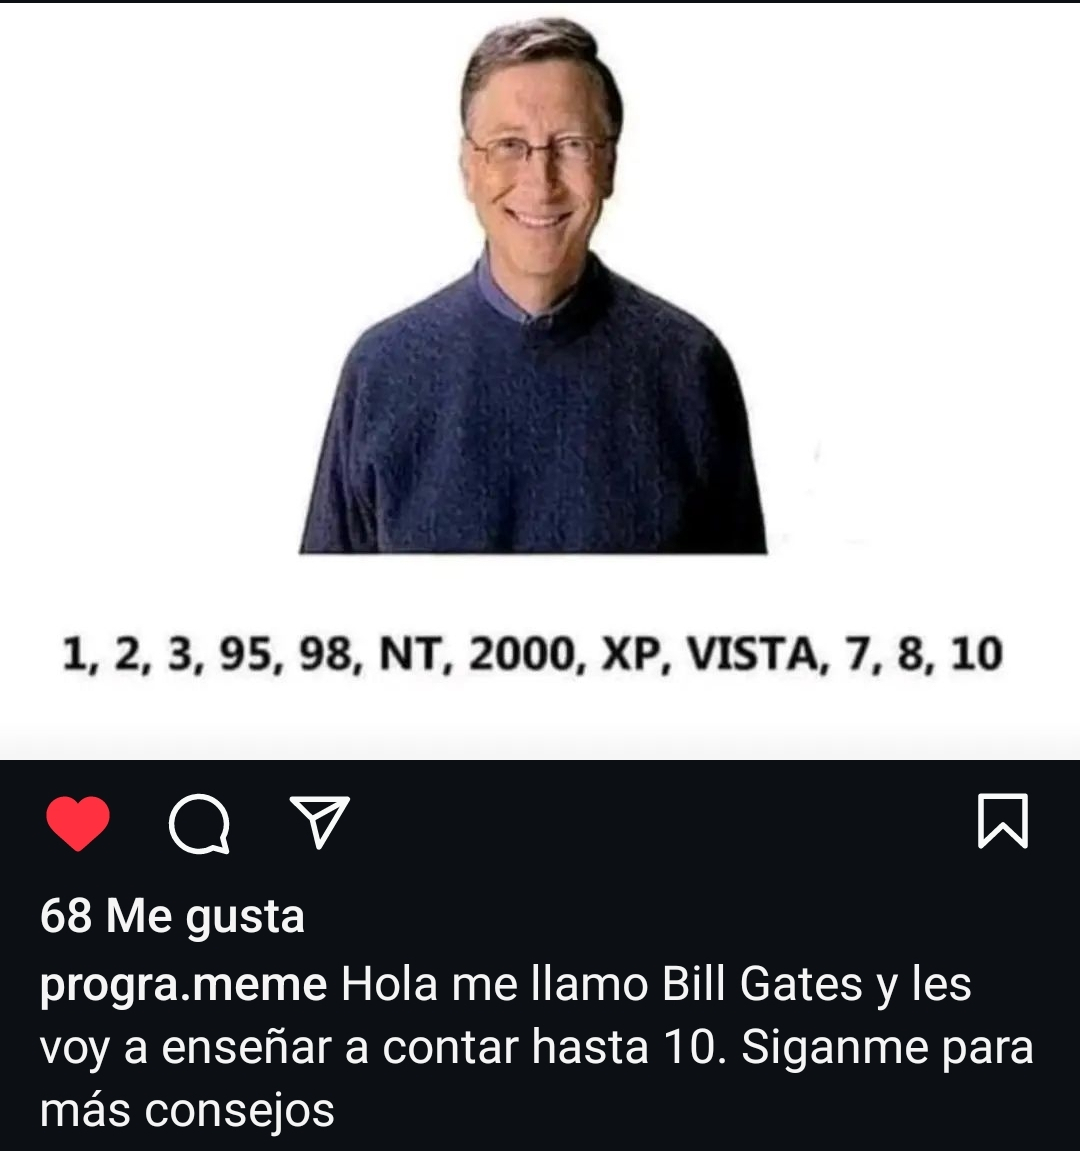 1, 2, 3, 95, 98, NT, 2000, XP, VISTA, 7, 8, 10
68 Me gusta
progra.meme Hola me llamo Bill Gates y les
voy a enseñar a contar hasta 10. Siganme para
más consejos